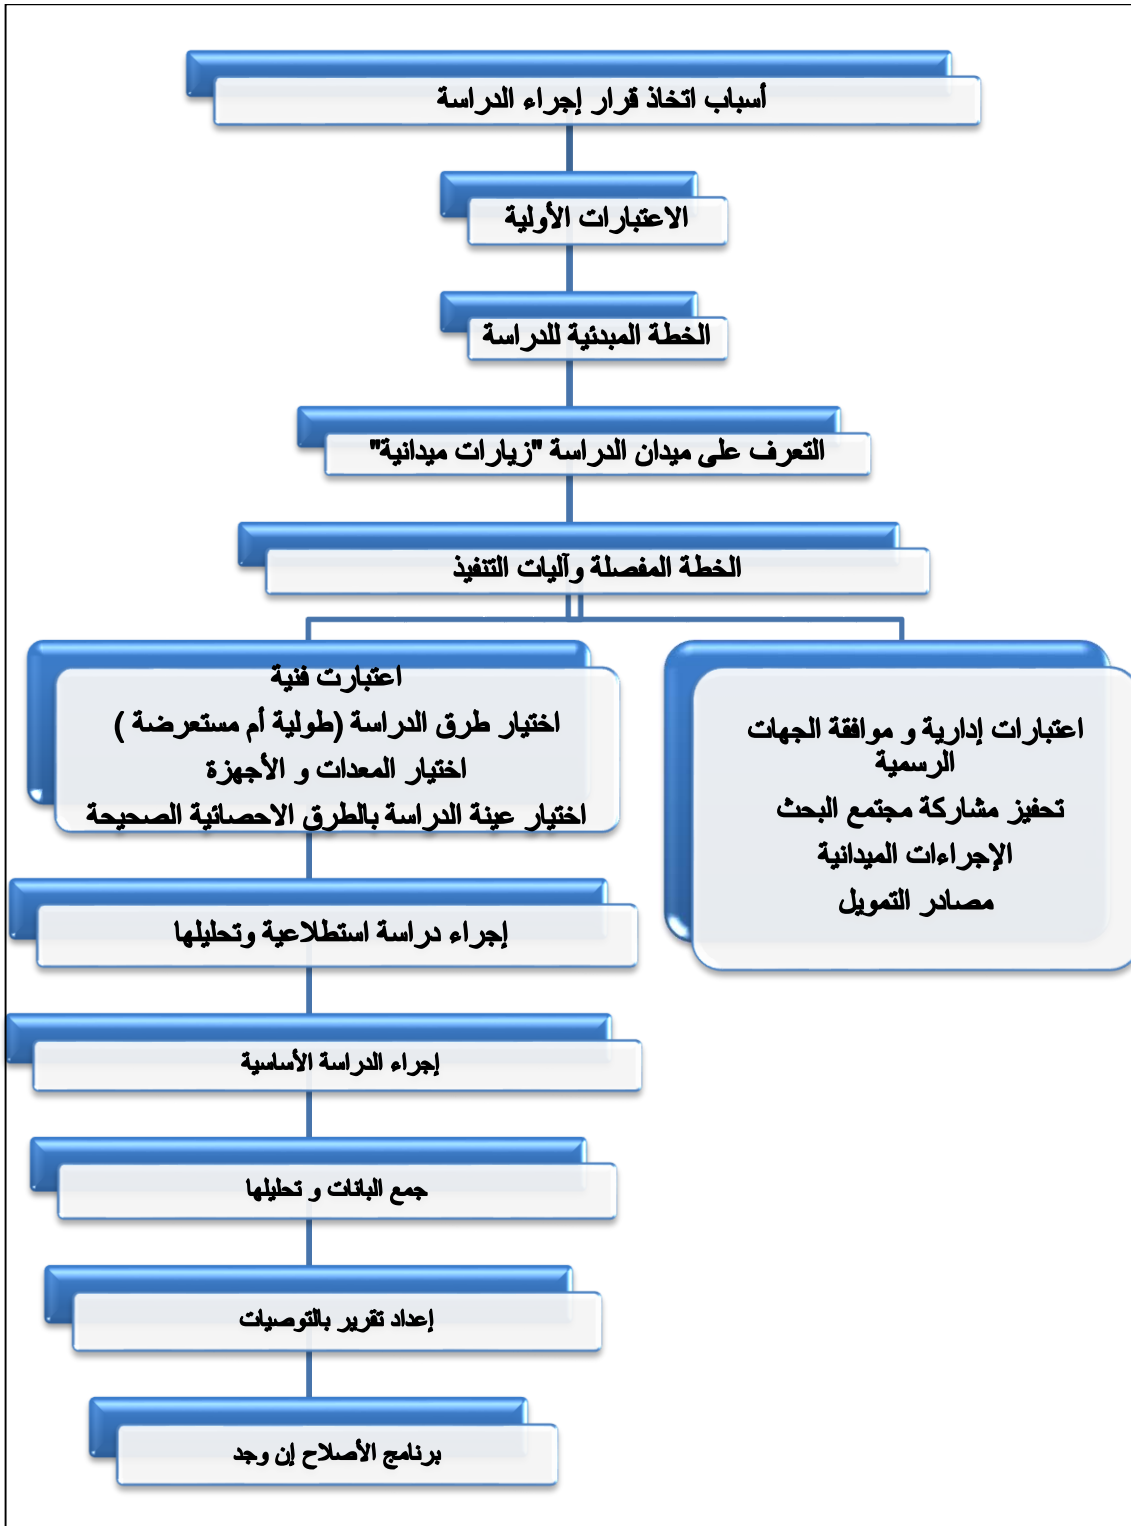 أسباب اتخاذ قرار إجراء الدراسة
الاعتبارات الأولية
الخطة المبدئية للدراسة
التعرف على ميدان الدراسة "زيارات ميدانية"
الخطة المفصلة وآليات التنفيذ
اعتبارات إدارية و موافقة الجهات
الرسمية
تحفيز مشاركة مجتمع البحث
الإجراءات الميدانية
مصادر التمويل
اعتبارت فنية
اختيار طرق الدراسة (طولية أم مستعرضة )
اختيار المعدات و الأجهزة
اختيار عينة الدراسة بالطرق الاحصائية الصحيحة
إجراء دراسة استطلاعية وتحليلها
إجراء الدراسة الأساسية
جمع البانات و تحليلها
إعداد تقرير بالتوصيات
برنامج الأصلاح إن وجد